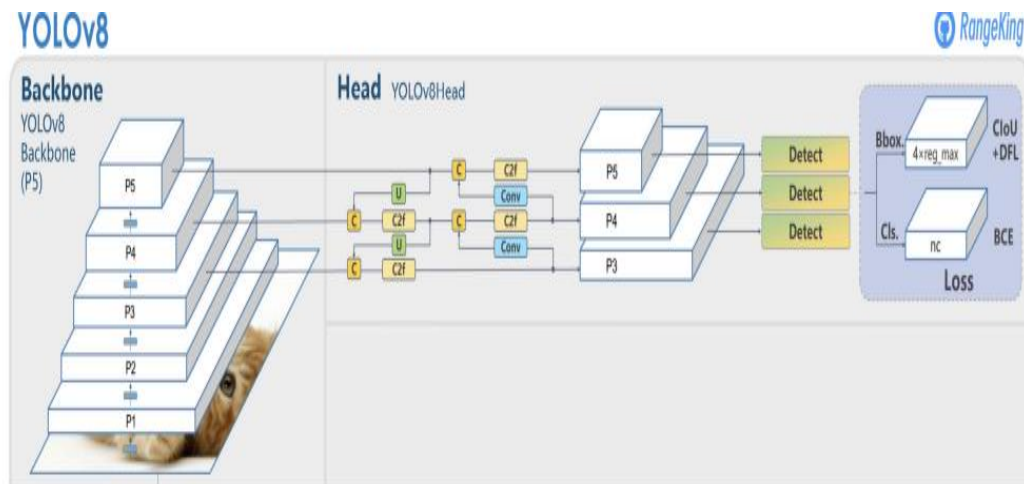 YOLOv8
RangeKing
Backbone
YOLOv8
Backbone
(P5)
P5
P4
P3
P2
P1
Head YOLOv8Head
C
C2f
U
Conv
C
C2f
C
C2f
U
Conv
C
C2f
P5
P4
P3
Detect
Detect
Detect
Bbox.
4×reg_max
CIoU
+DFL
Cls.
nc
BCE
Loss